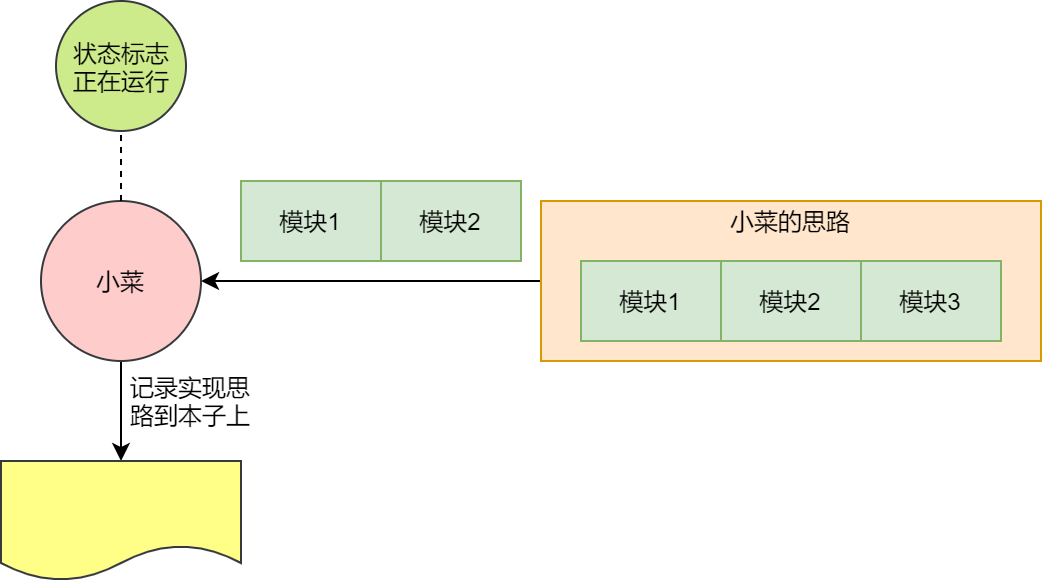 状态标志
正在运行
模块1
模块2
小菜的思路
小菜
模块1
模块2
模块3
记录实现思
路到本子上